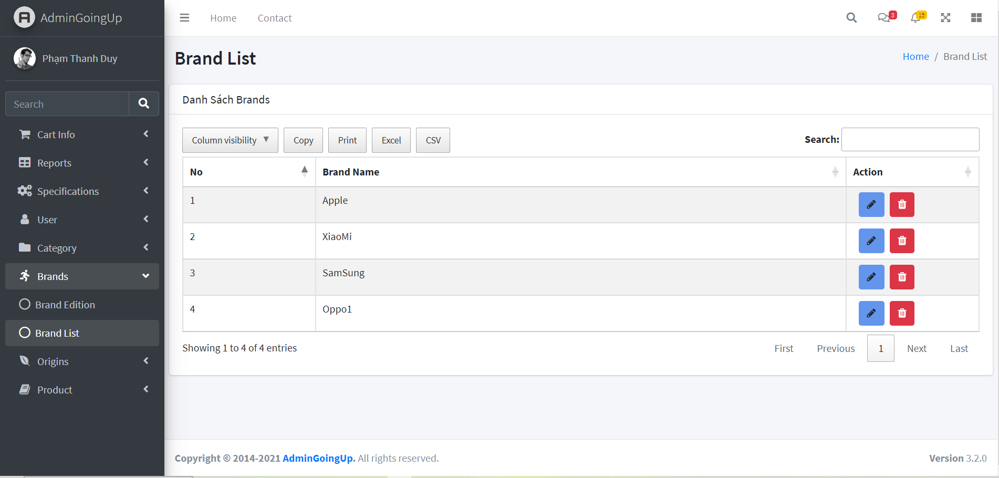 AdminGoingUp
Home
Contact
3
15
Phạm Thanh Duy
Search
Cart Info
Reports
Specifications
User
Category
Brands
Brand Edition
Brand List
Origins
Product
Brand List
Home / Brand List
Danh Sách Brands
Column visibility ▼
Copy
Print
Excel
CSV
Search:
No Brand Name Action
1 Apple
2 XiaoMi
3 SamSung
4 Oppo1
Showing 1 to 4 of 4 entries
First Previous 1 Next Last
Copyright © 2014-2021 AdminGoingUp. All rights reserved.
Version 3.2.0